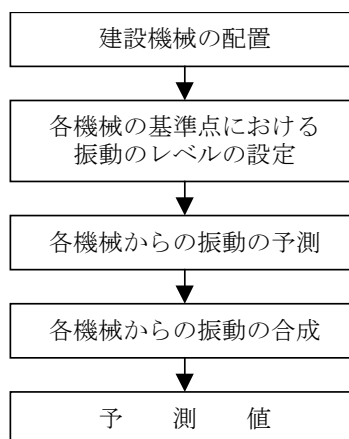 建設機械の配置
各機械の基準点における
振動のレベルの設定
各機械からの振動の予測
各機械からの振動の合成
予　測　値